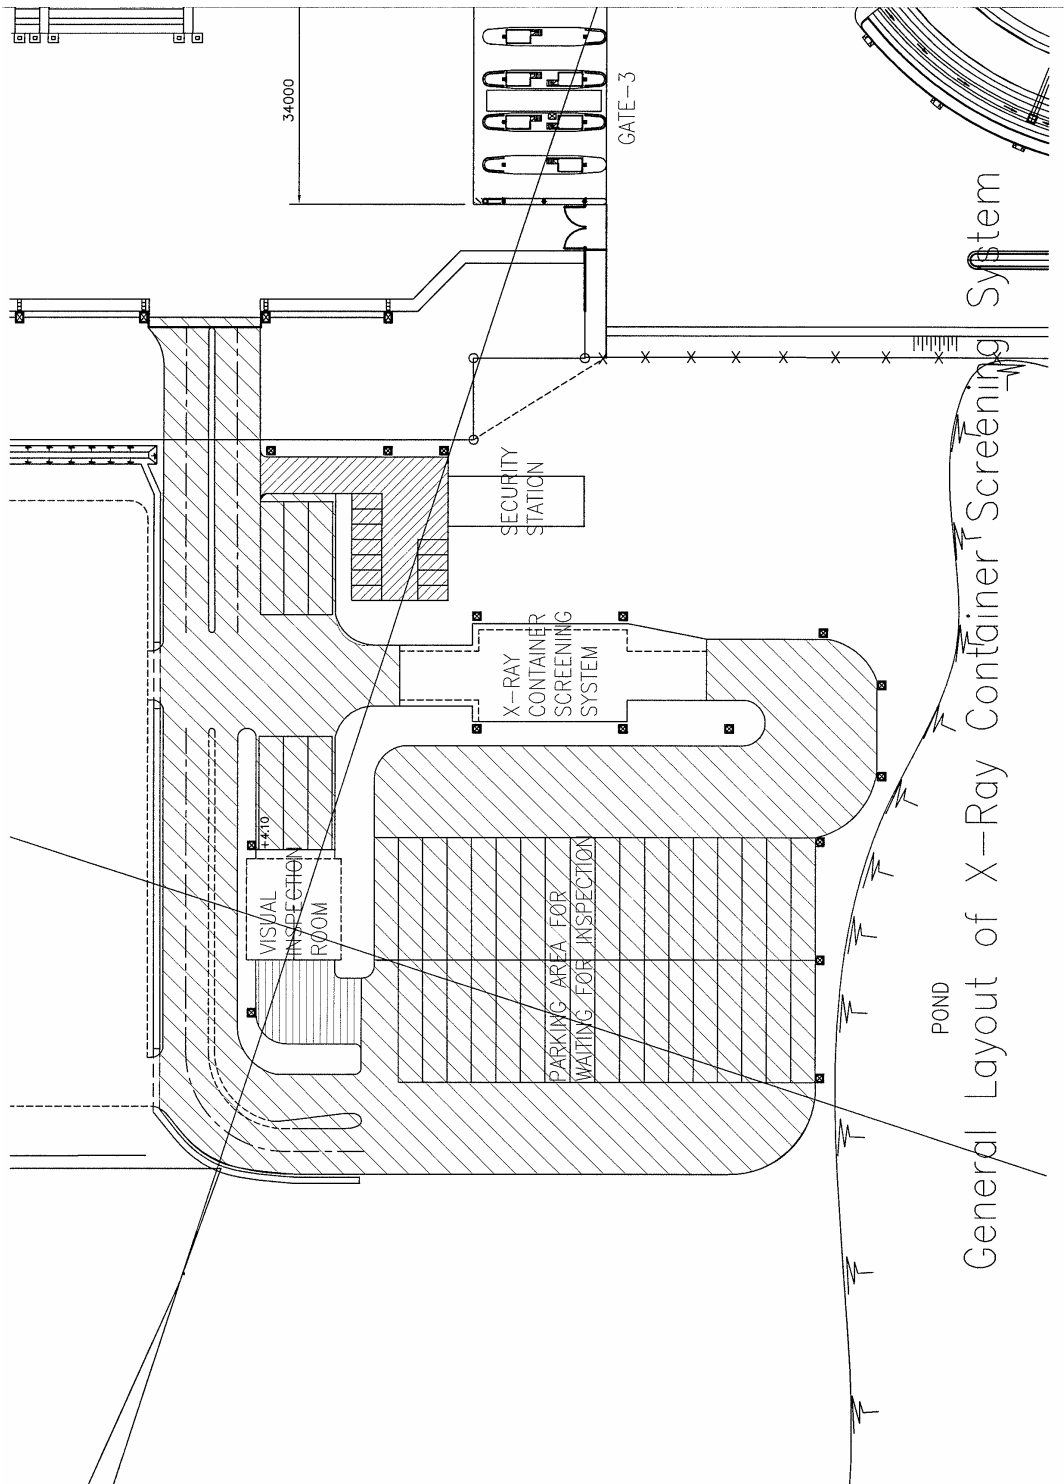 34000
GATE-3
SECURITY
STATION
X-RAY
CONTAINER
SCREENING
SYSTEM
+4.10
VISUAL
INSPECTION
ROOM
PARKING AREA FOR
WAITING FOR INSPECTION
POND
General Layout of X-Ray Container Screening System